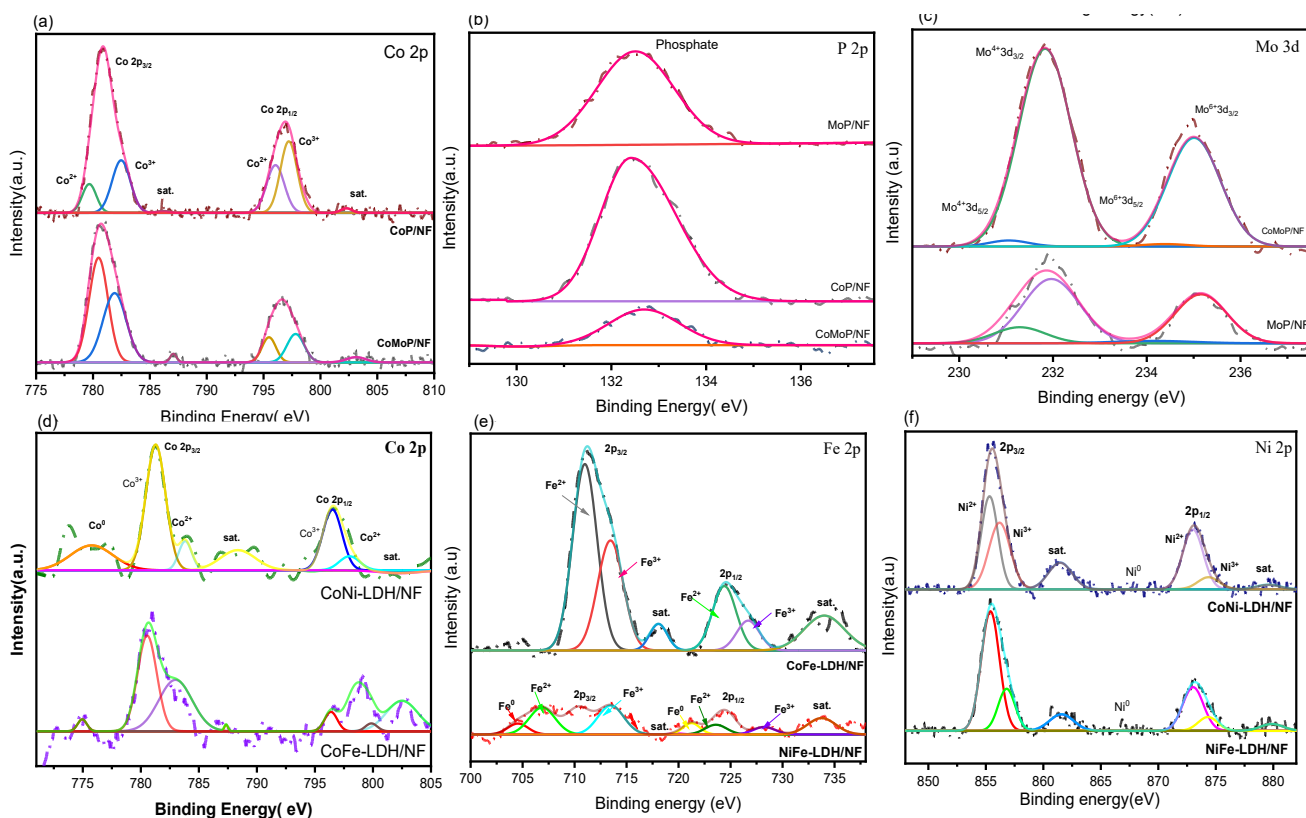 (a)
Co 2p
Co 2p3/2
Co 2p1/2
Co3+
Co2+
Co3+
Co2+
sat.
sat.
CoP/NF
CoMoP/NF
Intensity(a.u.)
775 780 785 790 795 800 805 810
Binding Energy( eV)
(b)
P 2p
Phosphate
MoP/NF
CoP/NF
CoMoP/NF
Intensity(a.u.)
130 132 134 136
Binding Energy( eV)
(c)
Mo 3d
Mo4+3d3/2
Mo6+3d3/2
Mo4+3d5/2
Mo6+3d5/2
CoMoP/NF
MoP/NF
Intensity (a.u)
230 232 234 236
Binding energy (eV)
(d)
Co 2p
Co 2p3/2
Co3+
Co 2p1/2
Co0
Co2+
Co3+
Co2+
sat.
sat.
CoNi-LDH/NF
CoFe-LDH/NF
Intensity(a.u.)
775 780 785 790 795 800 805
Binding Energy( eV)
(e)
Fe 2p
2p3/2
Fe2+
Fe3+
2p1/2
Fe2+
Fe3+
sat.
sat.
CoFe-LDH/NF
Fe0
Fe2+
2p3/2
Fe3+
sat.
Fe0
Fe2+
2p1/2
Fe3+
sat.
NiFe-LDH/NF
Intensity (a.u)
700 705 710 715 720 725 730 735
Binding energy (eV)
(f)
Ni 2p
2p3/2
Ni2+
Ni3+
2p1/2
Ni2+
Ni3+
sat.
Ni0
sat.
CoNi-LDH/NF
Ni0
NiFe-LDH/NF
Intensity (a.u)
850 855 860 865 870 875 880
Binding energy(eV)